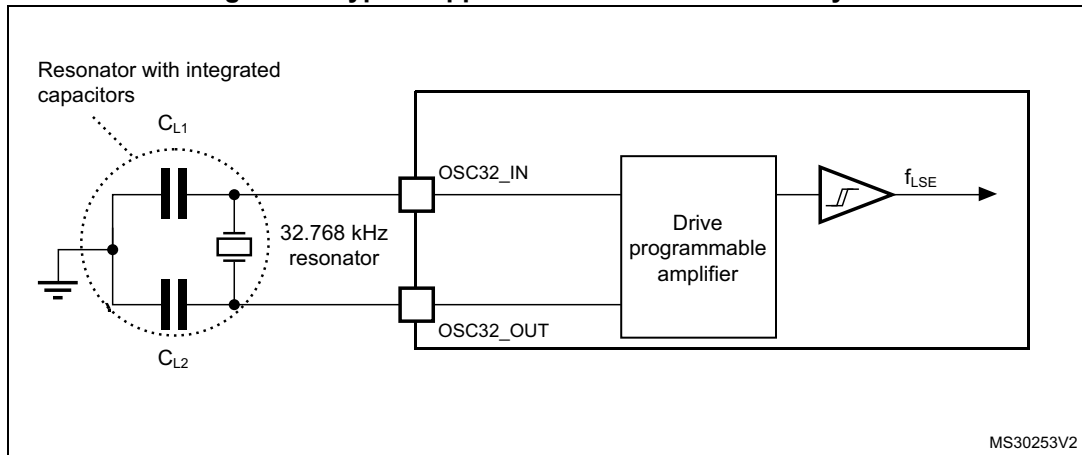 Resonator with integrated
capacitors
C_L1
OSC32_IN
f_LSE
Drive
programmable
amplifier
32.768 kHz
resonator
OSC32_OUT
C_L2
MS30253V2